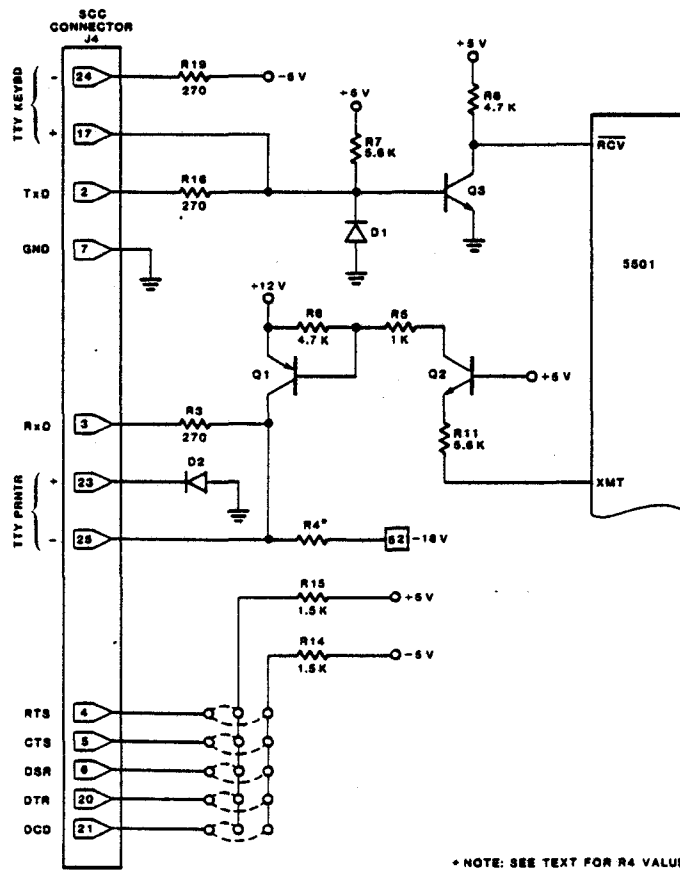 SCC
CONNECTOR
J4
TTY KEYBD
-
24
R19
270
-5 V
+
17
+5 V
R7
5.6 K
+5 V
R6
4.7 K
RCV
TxD
2
R16
270
D1
Q3
GND
7
5501
+12 V
R8
4.7 K
R5
1 K
Q1
Q2
+5 V
RxD
3
R3
270
R11
5.6K
XMT
TTY PRNTR
+
23
D2
-
25
R4*
52
-18 V
R15
1.5 K
+5 V
R14
1.5 K
-5 V
RTS
4
CTS
5
DSR
6
DTR
20
DCD
21
* NOTE: SEE TEXT FOR R4 VALUE